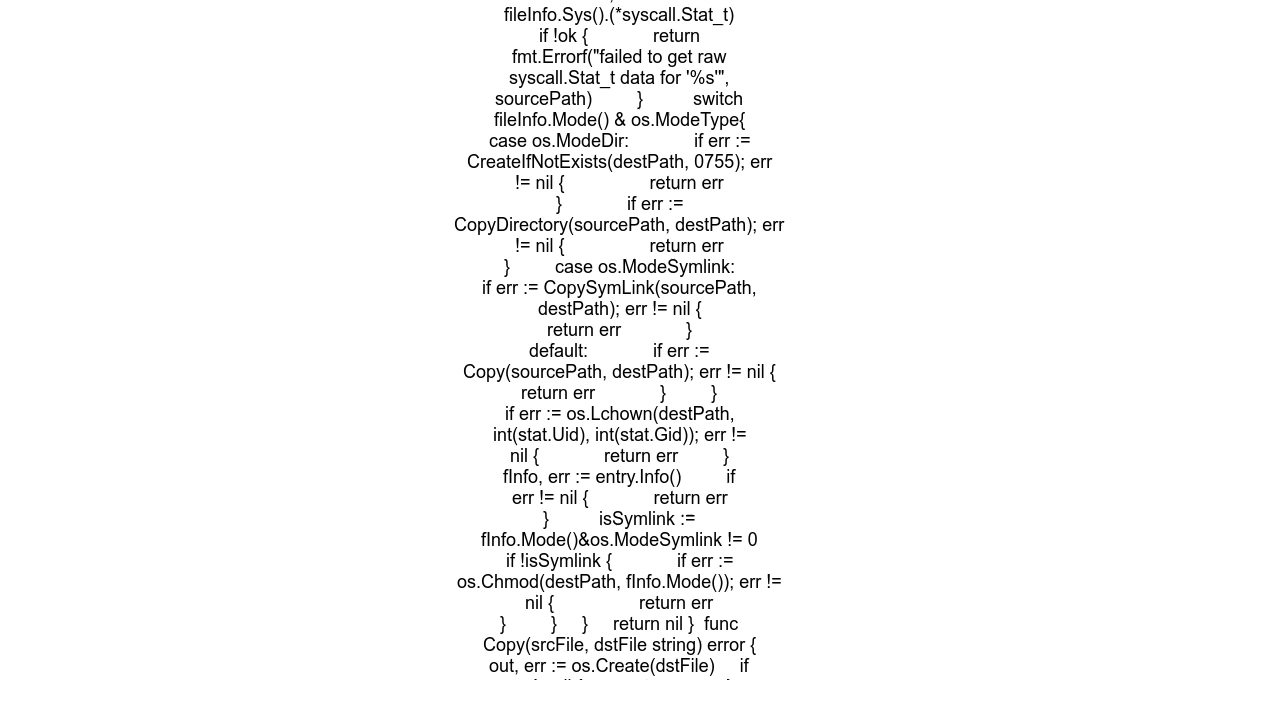 fileInfo.Sys().(*syscall.Stat_t)
if !ok { return
fmt.Errorf("failed to get raw
syscall.Stat_t data for '%s'",
sourcePath) } switch
fileInfo.Mode() & os.ModeType{
case os.ModeDir: if err :=
CreateIfNotExists(destPath, 0755); err
!= nil { return err
} if err :=
CopyDirectory(sourcePath, destPath); err
!= nil { return err
} case os.ModeSymlink:
if err := CopySymLink(sourcePath,
destPath); err != nil {
return err }
default: if err :=
Copy(sourcePath, destPath); err != nil {
return err } }
if err := os.Lchown(destPath,
int(stat.Uid), int(stat.Gid)); err !=
nil { return err }
fInfo, err := entry.Info() if
err != nil { return err
} isSymlink :=
fInfo.Mode()&os.ModeSymlink != 0
if !isSymlink { if err :=
os.Chmod(destPath, fInfo.Mode()); err !=
nil { return err
} } } return nil } func
Copy(srcFile, dstFile string) error {
out, err := os.Create(dstFile) if